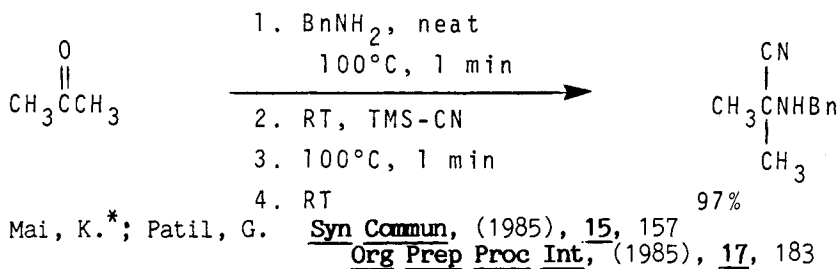 O
CH₃CCH₃
1. BnNH₂, neat
100°C, 1 min
2. RT, TMS-CN
3. 100°C, 1 min
4. RT
CN
CH₃CNHBn
CH₃
97%
Mai, K.*; Patil, G. Syn Commun, (1985), 15, 157
Org Prep Proc Int, (1985), 17, 183